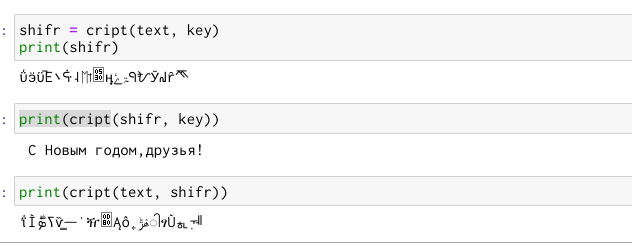 shifr = cript(text, key)
print(shifr)
print(cript(shifr, key))
С Новым годом,друзья!
print(cript(text, shifr))